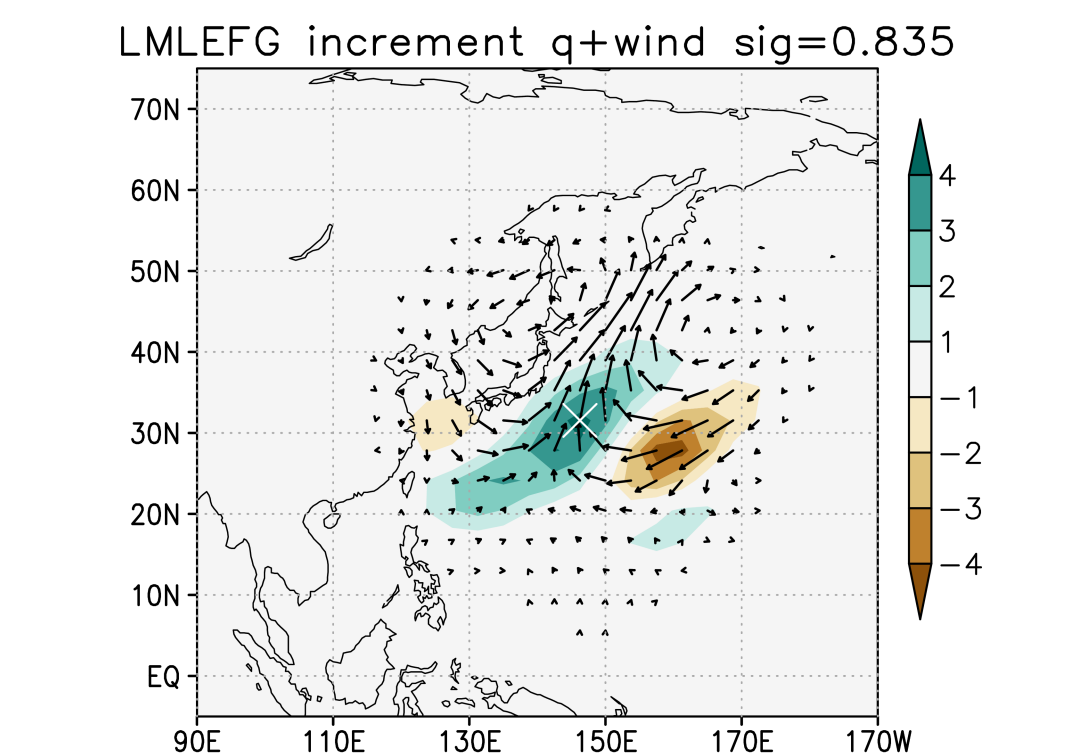 LMLEFG increment q+wind sig=0.835
70N
60N
50N
40N
30N
20N
10N
EQ
90E 110E 130E 150E 170E 170W
4
3
2
1
−1
−2
−3
−4